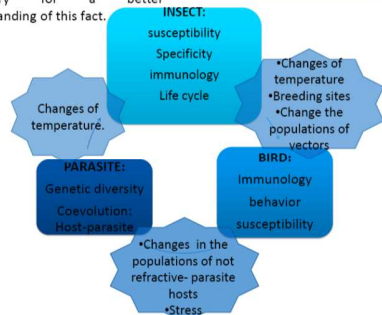 for a better
anding of this fact.
INSECT:
susceptibility
Specificity
immunology
Life cycle
•Changes of
temperature
•Breeding sites
•Change the
populations of
vectors
Changes of
temperature.
PARASITE:
Genetic diversity
Coevolution:
Host-parasite
BIRD:
Immunology
behavior
susceptibility
•Changes in the
populations of not
refractive- parasite
hosts
•Stress